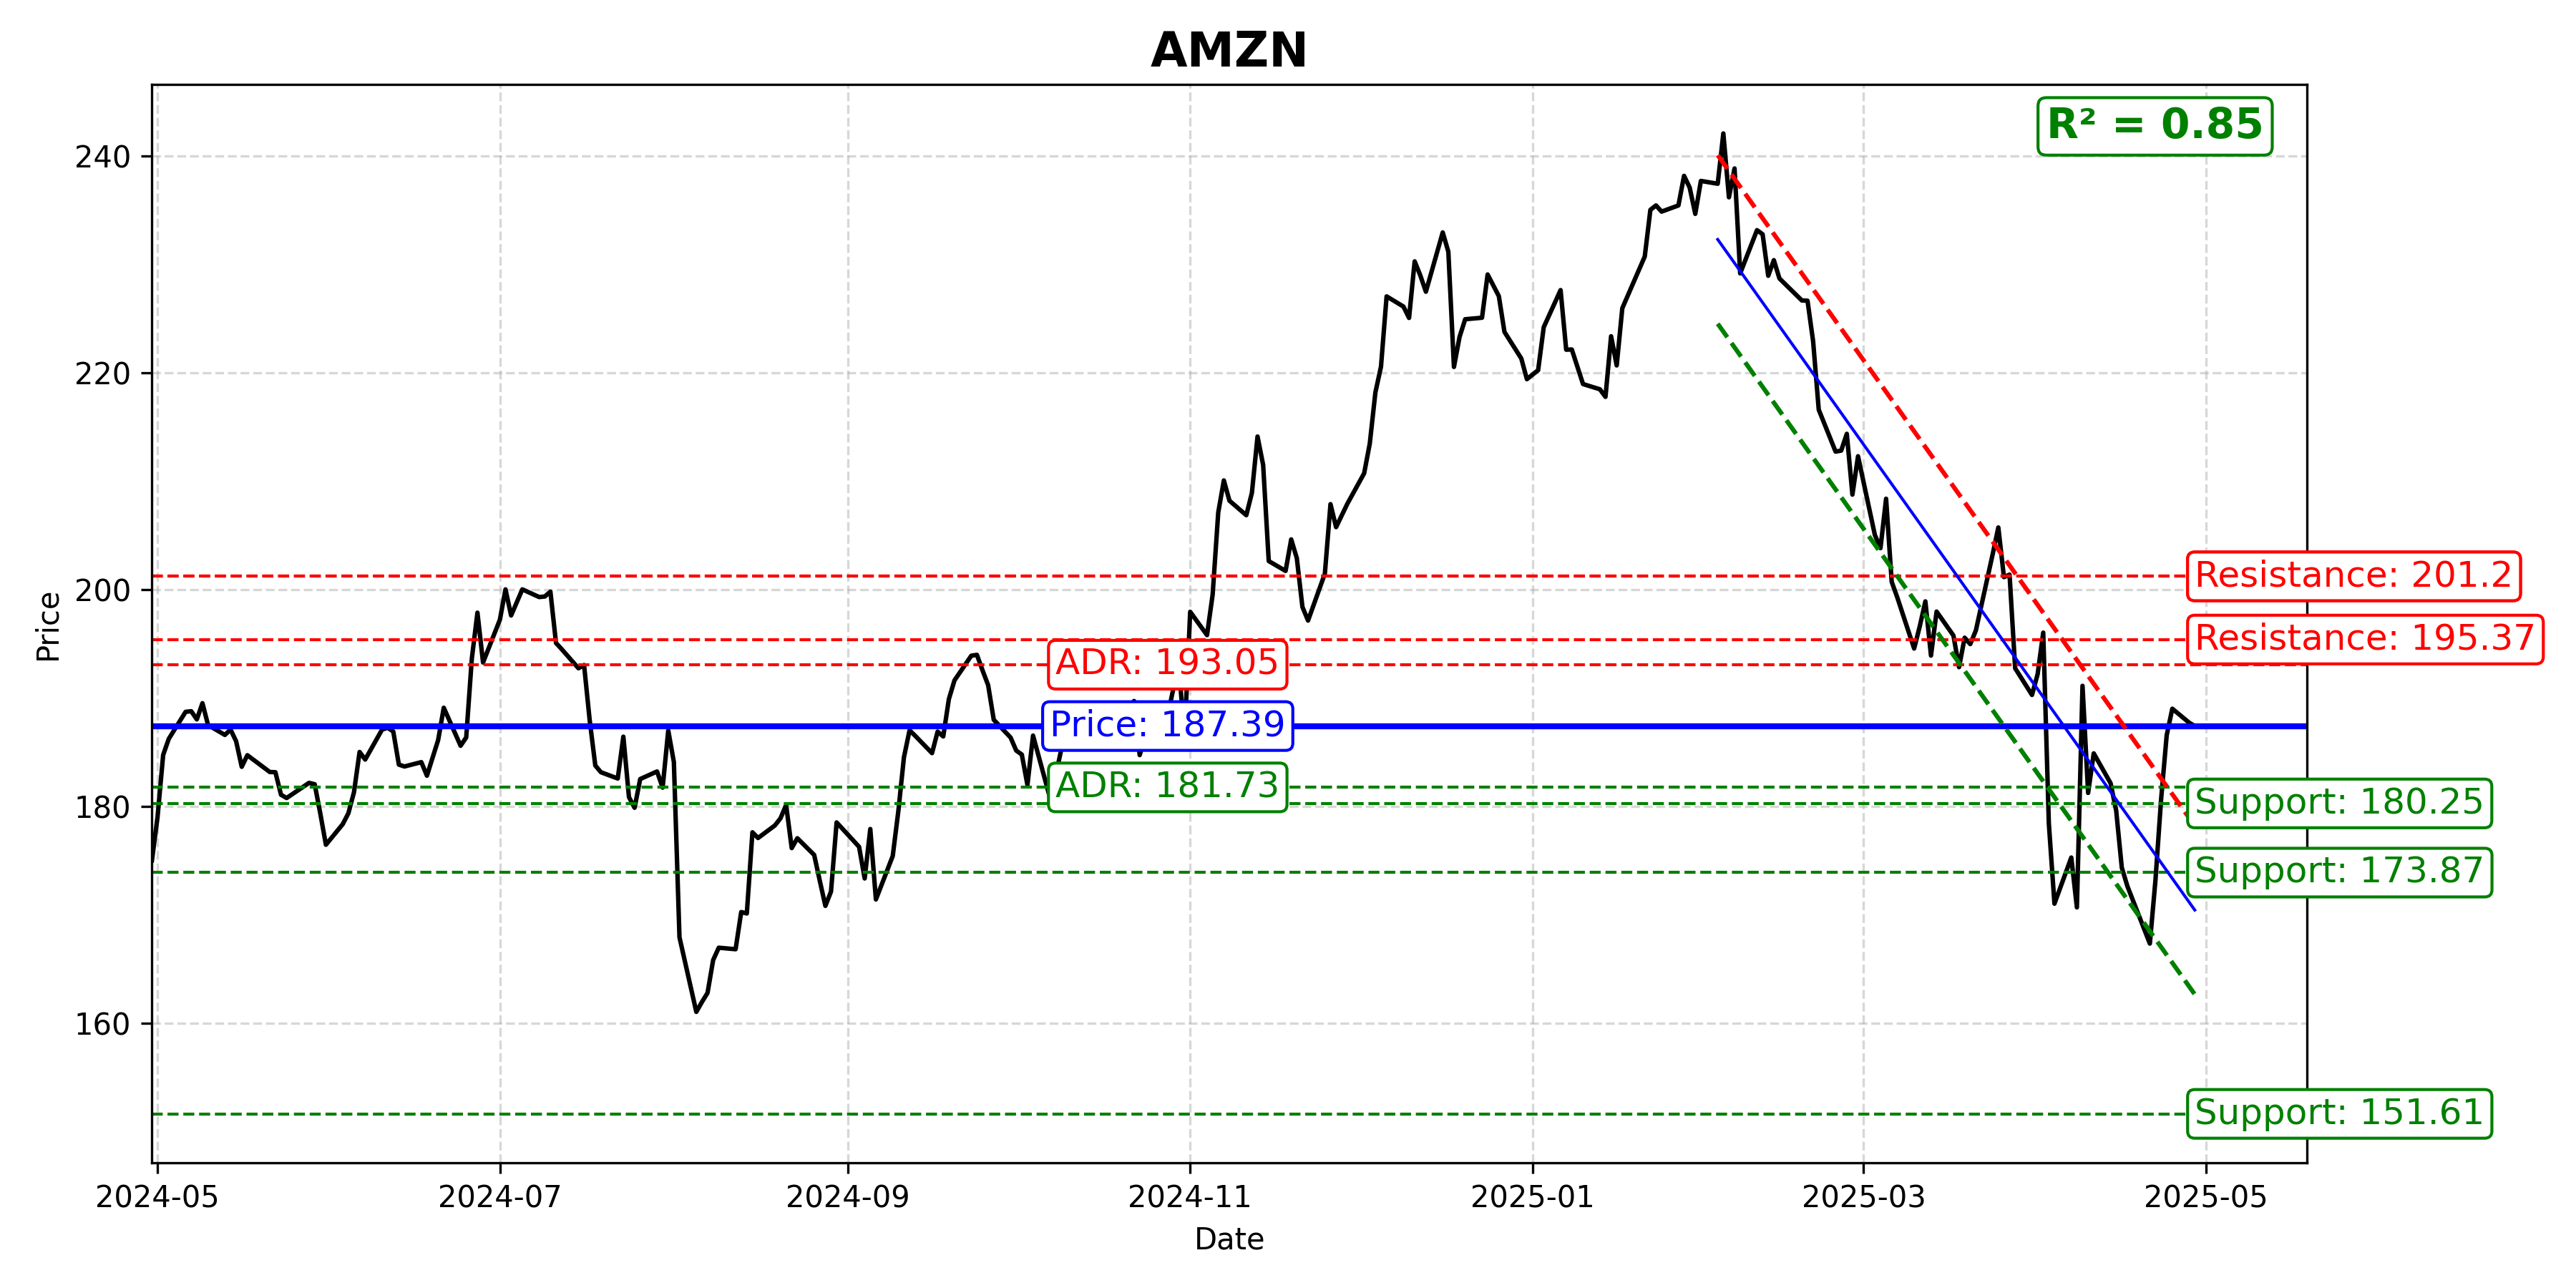 AMZN
R² = 0.85
240
220
200
180
160
Price
Resistance: 201.2
Resistance: 195.37
ADR: 193.05
Price: 187.39
ADR: 181.73
Support: 180.25
Support: 173.87
Support: 151.61
2024-05
2024-07
2024-09
2024-11
2025-01
2025-03
2025-05
Date